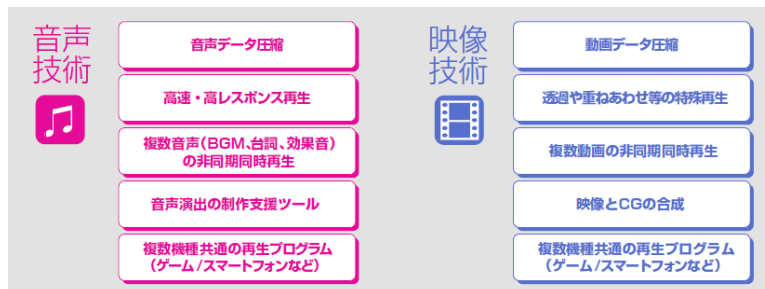 音声
技術
音声データ圧縮
高速・高レスポンス再生
複数音声(BGM、台詞、効果音)
の非同期同時再生
音声演出の制作支援ツール
複数機種共通の再生プログラム
(ゲーム/スマートフォンなど)
映像
技術
動画データ圧縮
透過や重ねあわせ等の特殊再生
複数動画の非同期同時再生
映像とCGの合成
複数機種共通の再生プログラム
(ゲーム/スマートフォンなど)